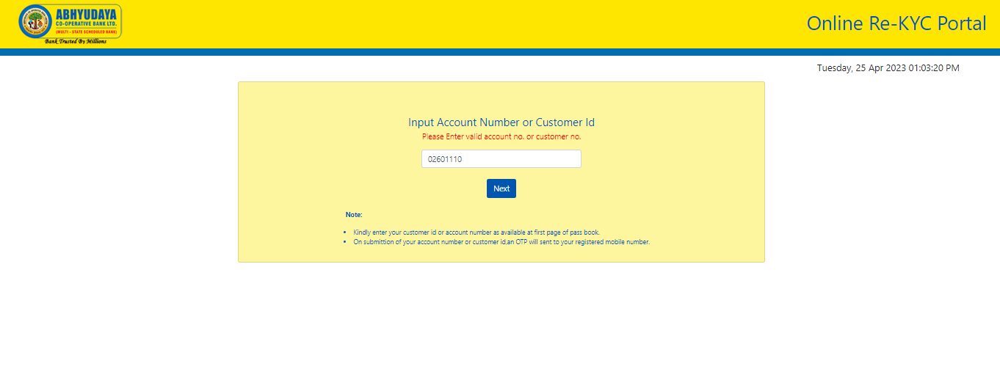 ABHYUDAYA
CO-OPERATIVE BANK LTD.
(MULTI - STATE SCHEDULED BANK)
Bank Trusted By Millions
Online Re-KYC Portal
Tuesday, 25 Apr 2023 01:03:20 PM
Input Account Number or Customer Id
Please Enter valid account no. or customer no.
02601110
Next
Note:
• Kindly enter your customer id or account number as available at first page of pass book.
• On submittion of your account number or customer id,an OTP will sent to your registered mobile number.